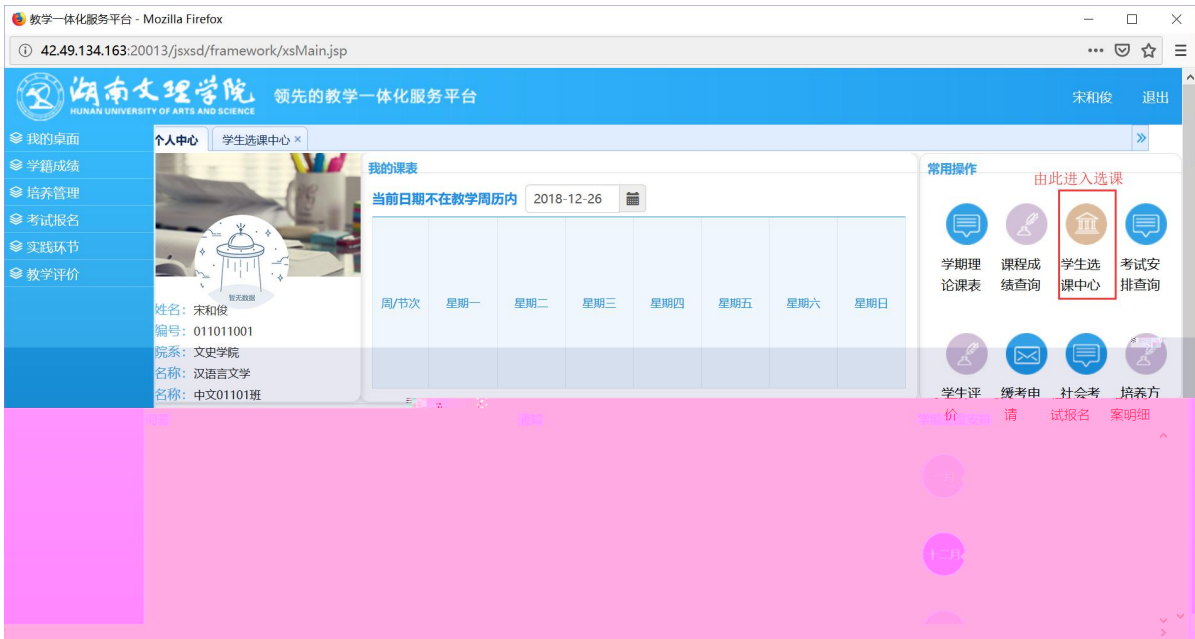 教学一体化服务平台 - Mozilla Firefox
42.49.134.163:20013/jsxsd/framework/xsMain.jsp
湖南文理学院
HUNAN UNIVERSITY OF ARTS AND SCIENCE
领先的教学一体化服务平台
宋和俊 退出
我的桌面
学籍成绩
培养管理
考试报名
实践环节
教学评价
个人中心 学生选课中心 ×
暂无数据
姓名：宋和俊
编号：011011001
院系：文史学院
名称：汉语言文学
名称：中文01101班
我的课表
当前日期不在教学周历内 2018-12-26
周/节次 星期一 星期二 星期三 星期四 星期五 星期六 星期日
常用操作
由此进入选课
学期理论课表
课程成绩查询
学生选课中心
考试安排查询
学生评价
缓考申请
社会考试报名
培养方案明细
通知
十二月